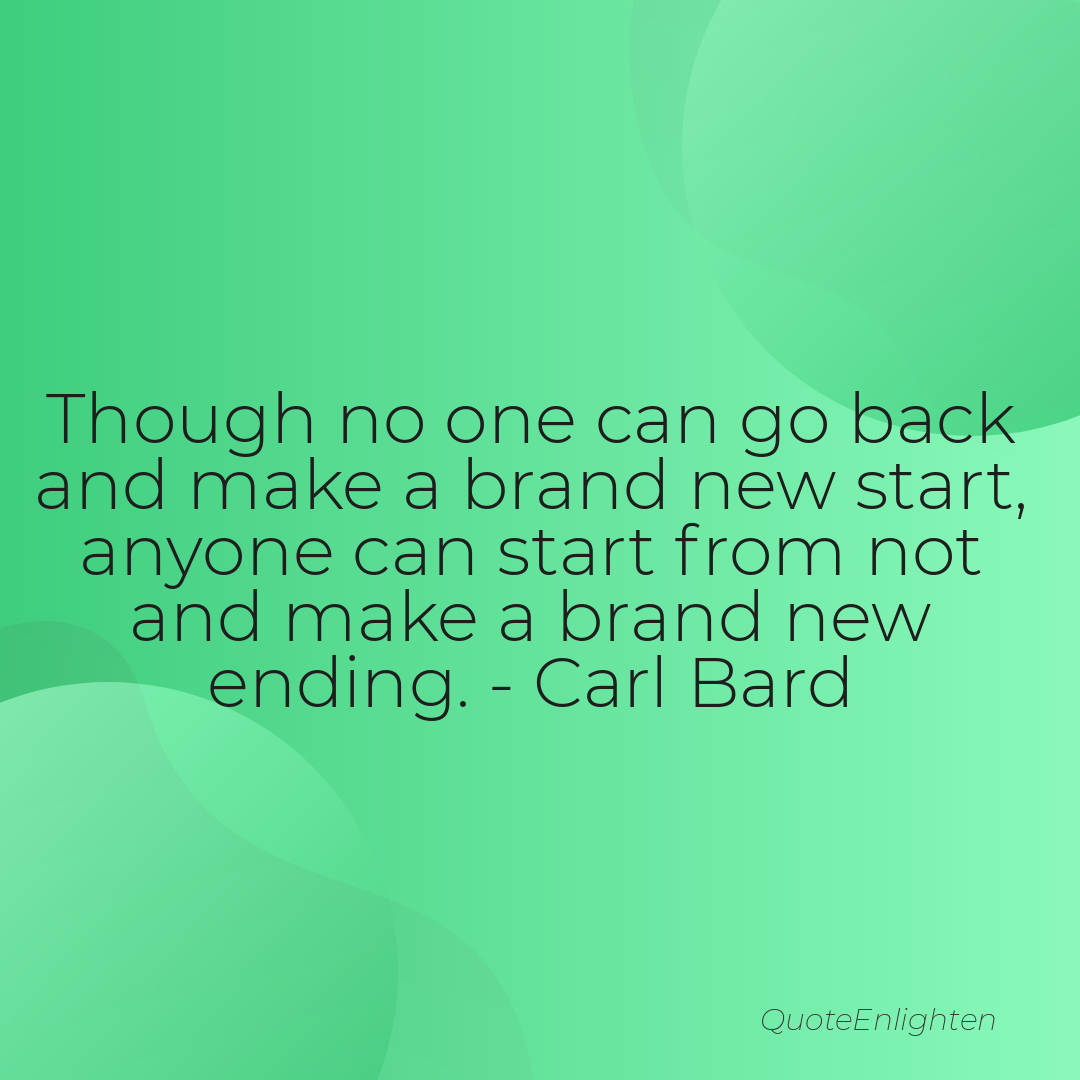 Though no one can go back
and make a brand new start,
anyone can start from not
and make a brand new
ending. - Carl Bard
QuoteEnlighten